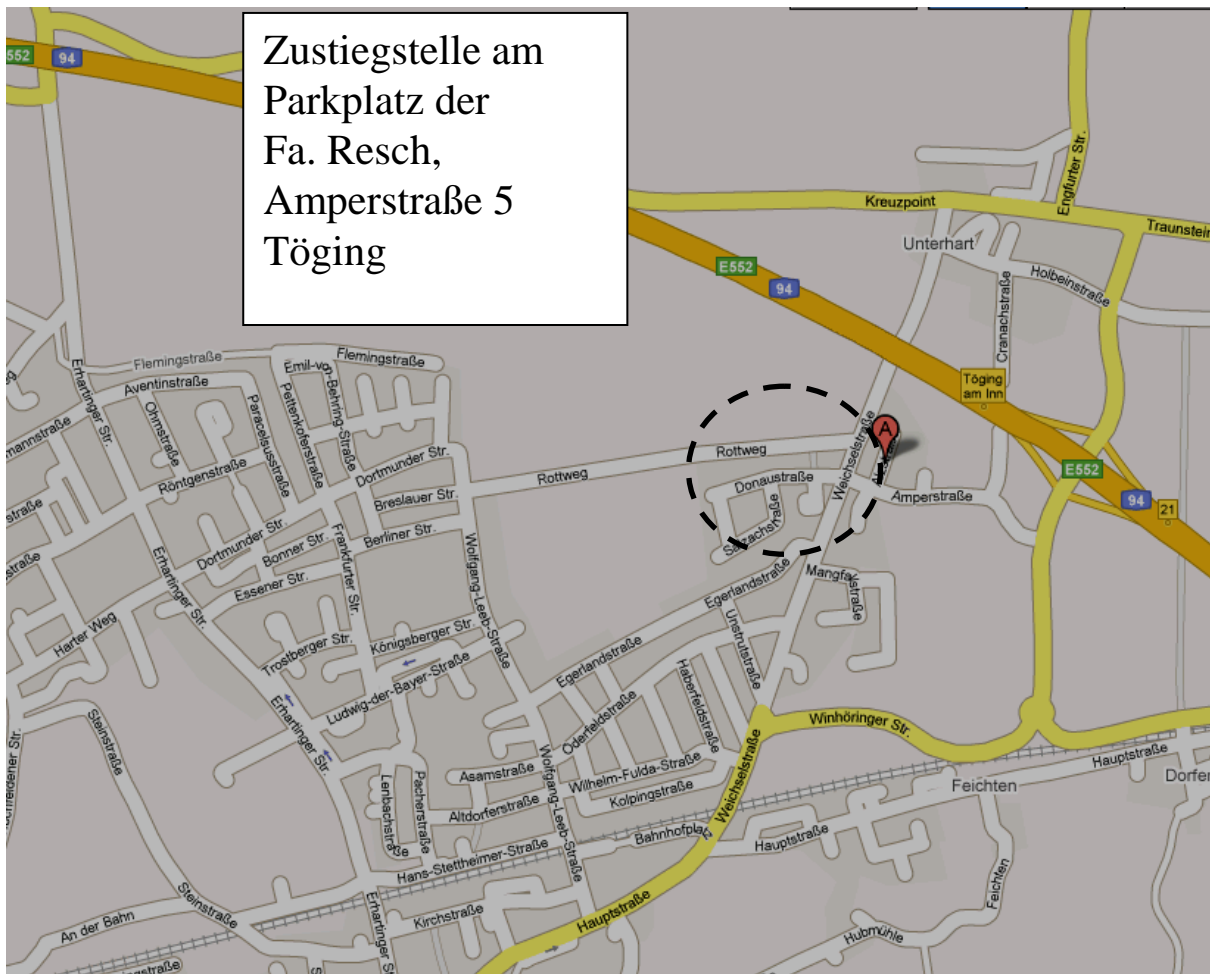 Zustiegstelle am
Parkplatz der
Fa. Resch,
Amperstraße 5
Töging
552
94
Kreuzpoint
Engfurter Str.
Traunstein
Unterhart
E552
94
Holbeinstraße
Cranachstraße
Flemingstraße
Flemingstraße
Erhartinger Str.
Aventinstraße
Emil-von-Behring-Straße
Pettenkoferstraße
Ohmstraße
Paracelsusstraße
Töging
am Inn
A
Weichselstraße
Rottweg
Rottweg
Röntgenstraße
Dortmunder Str.
Breslauer Str.
Donaustraße
Amperstraße
E552
94
21
Salzachstraße
Dortmunder Str.
Bonner Str.
Berliner Str.
Frankfurter Str.
Essener Str.
Erhartinger Str.
Wolfgang-Leeb-Straße
Egerlandstraße
Mangfallstraße
Harter Weg
Trostberger Str.
Königsberger Str.
Ludwig-der-Bayer-Straße
Unstrutstraße
Haberfeldstraße
Egerlandstraße
Öderfeldstraße
Steinstraße
Erhartinger Str.
Winhöringer Str.
Weichselstraße
Hauptstraße
Asamstraße
Wilhelm-Fulda-Straße
Kolpingstraße
Feichten
Dorfen
Altdorferstraße
Lenbachstraße
Pacherstraße
Wolfgang-Leeb-Straße
Bahnhofplatz
Hauptstraße
Hans-Stettheimer-Straße
Feichten
Steinstraße
Erhartinger Str.
Kirchstraße
Hauptstraße
An der Bahn
Hubmühle